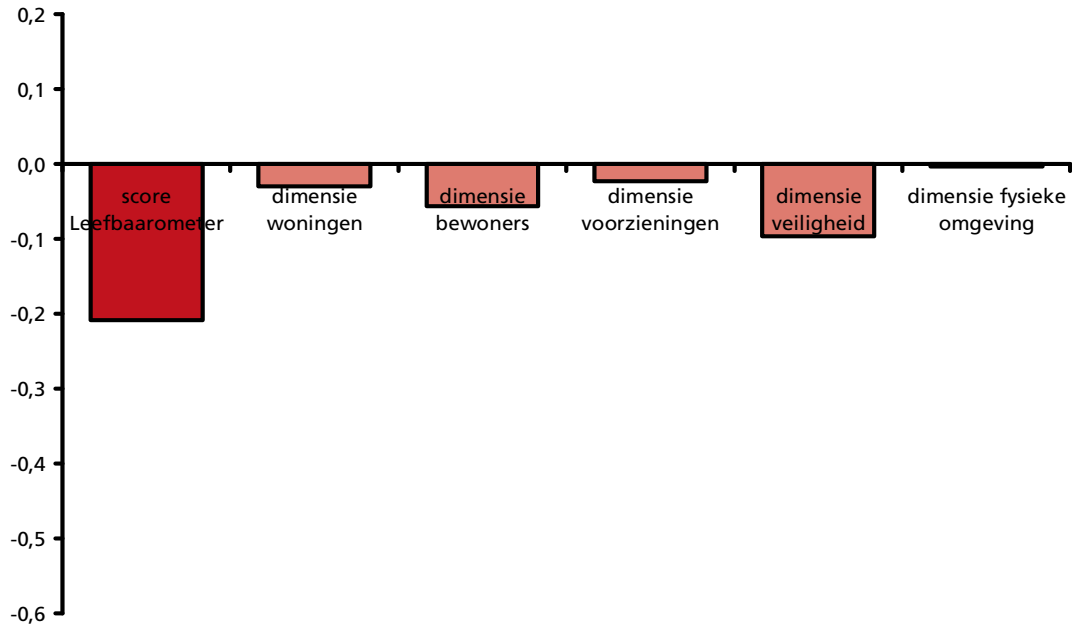 0,2
0,1
0,0
score
Leefbaarometer
dimensie
woningen
dimensie
bewoners
dimensie
voorzieningen
dimensie
veiligheid
dimensie fysieke
omgeving
-0,1
-0,2
-0,3
-0,4
-0,5
-0,6